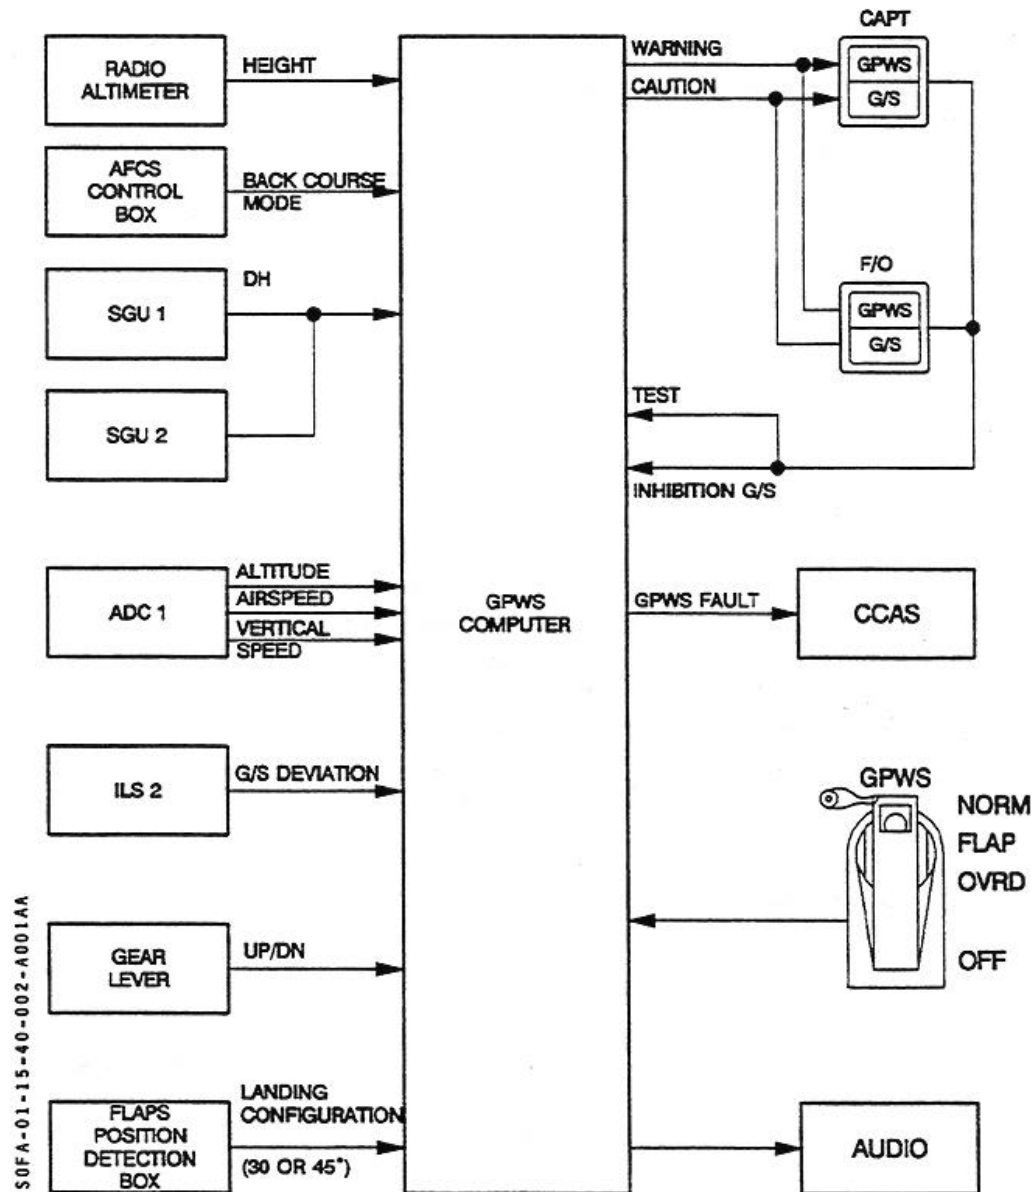 CAPT
RADIO
ALTIMETER
HEIGHT
WARNING
GPWS
CAUTION
G/S
AFCS
CONTROL
BOX
BACK COURSE
MODE
F/O
SGU 1
DH
GPWS
G/S
SGU 2
TEST
INHIBITION G/S
ADC 1
ALTITUDE
AIRSPEED
VERTICAL
SPEED
GPWS
COMPUTER
GPWS FAULT
CCAS
ILS 2
G/S DEVIATION
GPWS
NORM
FLAP
OVRD
OFF
GEAR
LEVER
UP/DN
FLAPS
POSITION
DETECTION
BOX
LANDING
CONFIGURATION
(30 OR 45°)
AUDIO
SOFA-01-15-40-002-A001AA